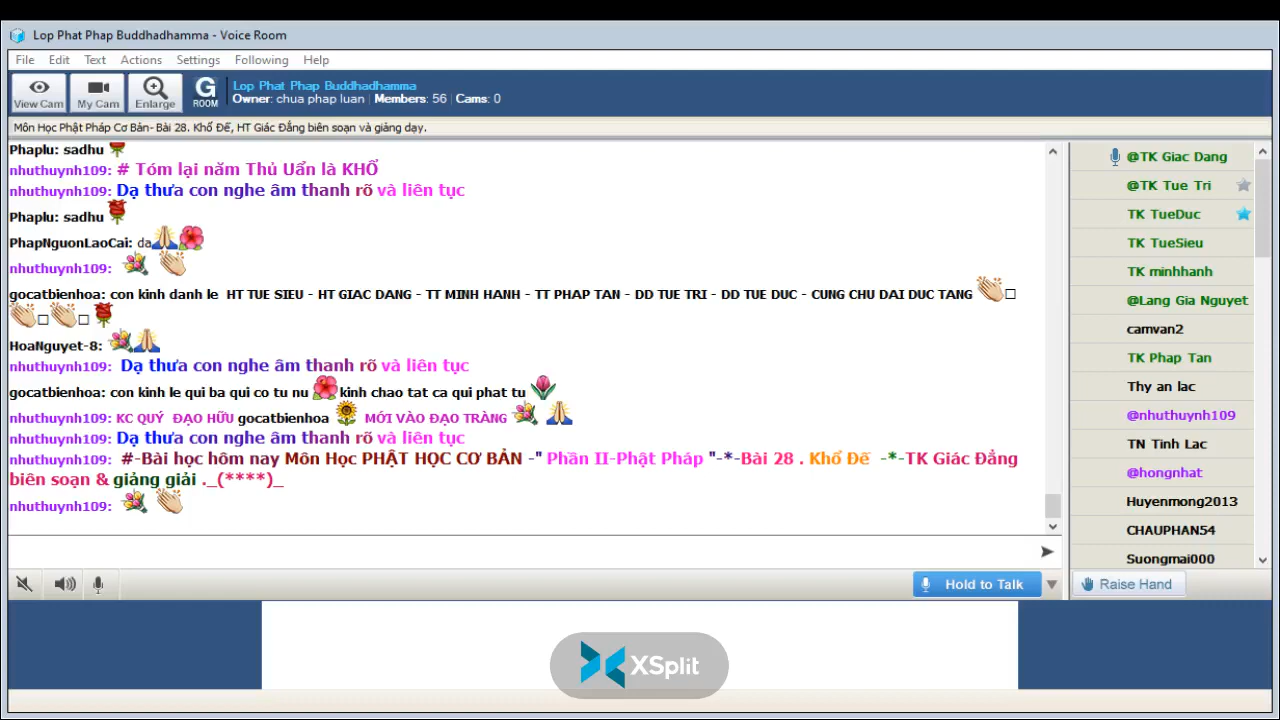 Lop Phat Phap Buddhadhamma - Voice Room
File Edit Text Actions Settings Following Help
View Cam My Cam Enlarge G ROOM
Lop Phat Phap Buddhadhamma
Owner: chua phap luan | Members: 56 | Cams: 0
Môn Học Phật Pháp Cơ Bản- Bài 28. Khổ Đế, HT Giác Đẳng biên soạn và giảng dạy.
Phaplu: sadhu
nhuthuynh109: # Tóm lại năm Thủ Uẩn là KHỔ
nhuthuynh109: Dạ thưa con nghe âm thanh rõ và liên tục
Phaplu: sadhu
PhapNguonLaoCai: da
nhuthuynh109:
gocatbienhoa: con kinh danh le HT TUE SIEU - HT GIAC DANG - TT MINH HANH - TT PHAP TAN - DD TUE TRI - DD TUE DUC - CUNG CHU DAI DUC TANG
HoaNguyet-8:
nhuthuynh109: Dạ thưa con nghe âm thanh rõ và liên tục
gocatbienhoa: con kinh le qui ba qui co tu nu kinh chao tat ca qui phat tu
nhuthuynh109: KC QUÝ ĐẠO HỮU gocatbienhoa MỚI VÀO ĐẠO TRÀNG
nhuthuynh109: Dạ thưa con nghe âm thanh rõ và liên tục
nhuthuynh109: #-Bài học hôm nay Môn Học PHẬT HỌC CƠ BẢN -" Phần II-Phật Pháp "-*-Bài 28 . Khổ Đế -*-TK Giác Đẳng
biên soạn & giảng giải ._(****)_
nhuthuynh109:
@TK Giac Dang
@TK Tue Tri
TK TueDuc
TK TueSieu
TK minhhanh
@Lang Gia Nguyet
camvan2
TK Phap Tan
Thy an lac
@nhuthuynh109
TN Tinh Lac
@hongnhat
Huyenmong2013
CHAUPHAN54
Suongmai000
Hold to Talk
Raise Hand
XSplit